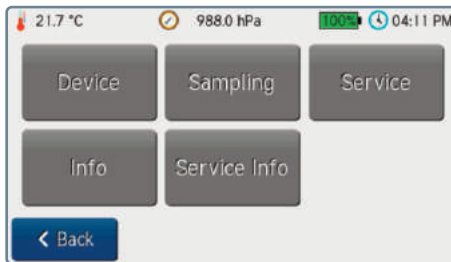 21.7 °C 988.0 hPa 100% 04:11 PM
Device Sampling Service
Info Service Info
Back